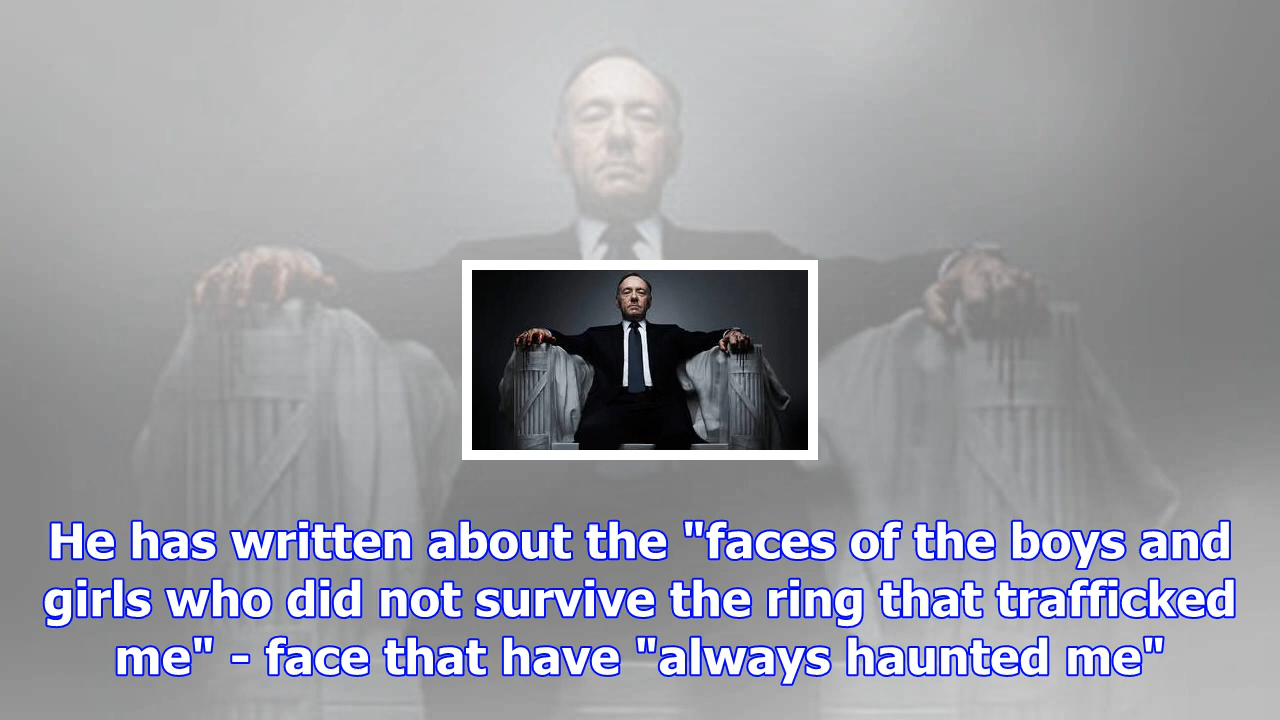 He has written about the "faces of the boys and
girls who did not survive the ring that trafficked
me" - face that have "always haunted me"